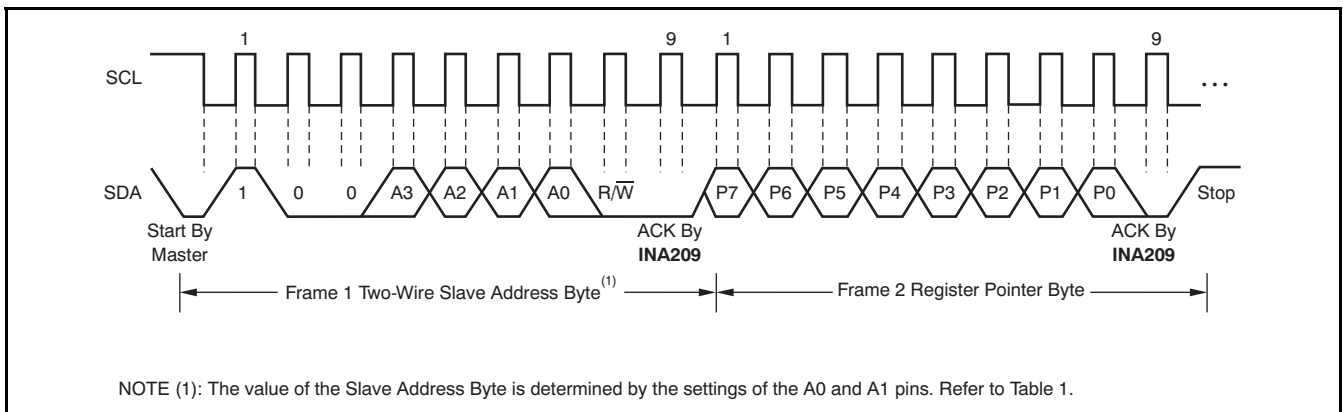 1 9 1 9
SCL ...
SDA 1 0 0 A3 A2 A1 A0 R/W̅ P7 P6 P5 P4 P3 P2 P1 P0 Stop
Start By ACK By ACK By
Master INA209 INA209
Frame 1 Two-Wire Slave Address Byte(1) Frame 2 Register Pointer Byte
NOTE (1): The value of the Slave Address Byte is determined by the settings of the A0 and A1 pins. Refer to Table 1.